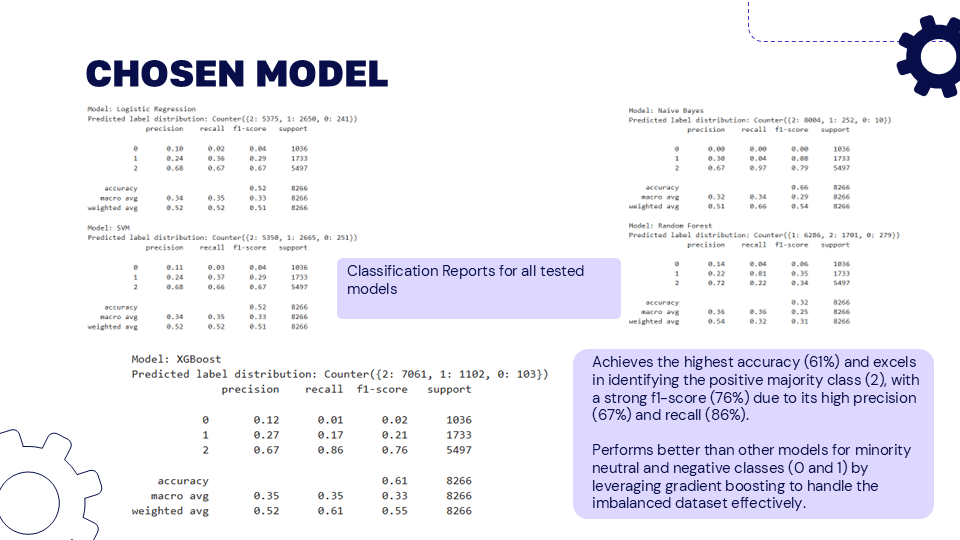 CHOSEN MODEL
Model: Logistic Regression
Predicted label distribution: Counter({2: 5375, 1: 2650, 0: 241})
precision recall f1-score support
0 0.10 0.02 0.04 1036
1 0.24 0.36 0.29 1733
2 0.68 0.67 0.67 5497
accuracy 0.52 8266
macro avg 0.34 0.35 0.33 8266
weighted avg 0.52 0.52 0.51 8266
Model: SVM
Predicted label distribution: Counter({2: 5350, 1: 2665, 0: 251})
precision recall f1-score support
0 0.11 0.03 0.04 1036
1 0.24 0.37 0.29 1733
2 0.68 0.66 0.67 5497
accuracy 0.52 8266
macro avg 0.34 0.35 0.33 8266
weighted avg 0.52 0.52 0.51 8266
Classification Reports for all tested
models
Model: Naive Bayes
Predicted label distribution: Counter({2: 8004, 1: 252, 0: 10})
precision recall f1-score support
0 0.00 0.00 0.00 1036
1 0.30 0.04 0.08 1733
2 0.67 0.97 0.79 5497
accuracy 0.66 8266
macro avg 0.32 0.34 0.29 8266
weighted avg 0.51 0.66 0.54 8266
Model: Random Forest
Predicted label distribution: Counter({1: 6286, 2: 1701, 0: 279})
precision recall f1-score support
0 0.14 0.04 0.06 1036
1 0.22 0.81 0.35 1733
2 0.72 0.22 0.34 5497
accuracy 0.32 8266
macro avg 0.36 0.36 0.25 8266
weighted avg 0.54 0.32 0.31 8266
Model: XGBoost
Predicted label distribution: Counter({2: 7061, 1: 1102, 0: 103})
precision recall f1-score support
0 0.12 0.01 0.02 1036
1 0.27 0.17 0.21 1733
2 0.67 0.86 0.76 5497
accuracy 0.61 8266
macro avg 0.35 0.35 0.33 8266
weighted avg 0.52 0.61 0.55 8266
Achieves the highest accuracy (61%) and excels
in identifying the positive majority class (2), with
a strong f1-score (76%) due to its high precision
(67%) and recall (86%).
Performs better than other models for minority
neutral and negative classes (0 and 1) by
leveraging gradient boosting to handle the
imbalanced dataset effectively.